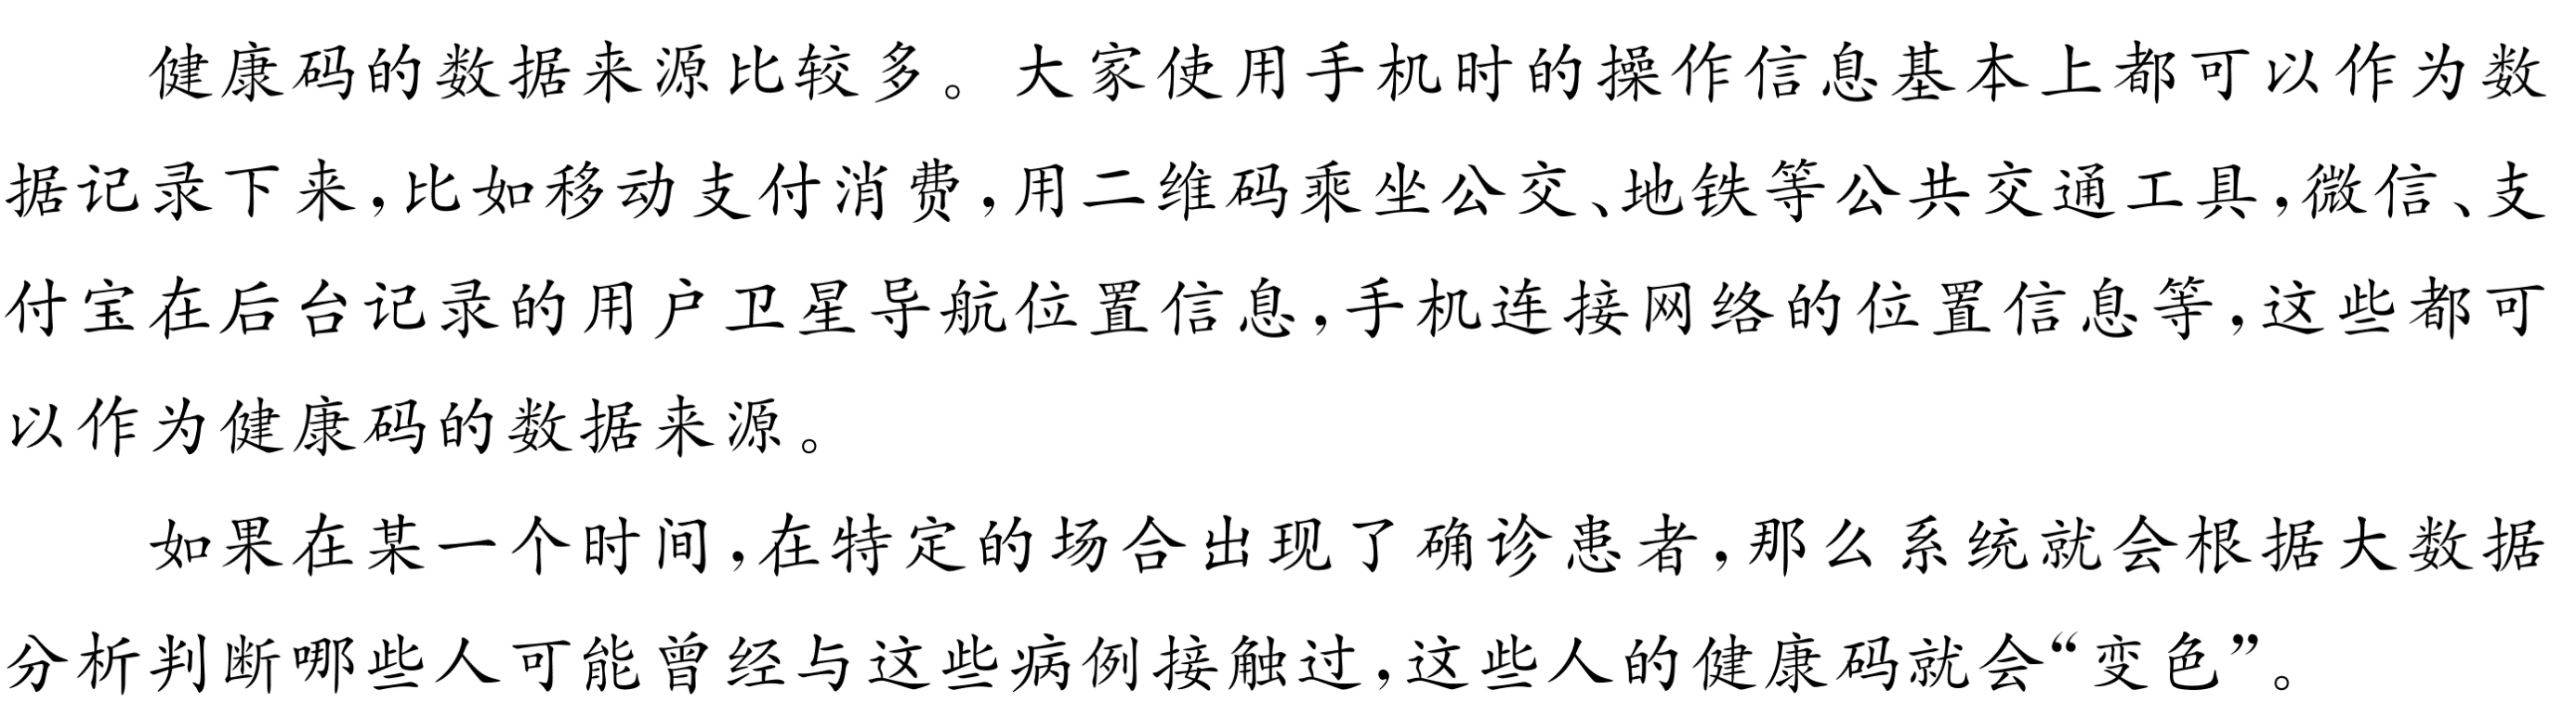 健康码的数据来源比较多。大家使用手机时的操作信息基本上都可以作为数
据记录下来,比如移动支付消费,用二维码乘坐公交、地铁等公共交通工具,微信、支
付宝在后台记录的用户卫星导航位置信息,手机连接网络的位置信息等,这些都可
以作为健康码的数据来源。
如果在某一个时间,在特定的场合出现了确诊患者,那么系统就会根据大数据
分析判断哪些人可能曾经与这些病例接触过,这些人的健康码就会“变色”。